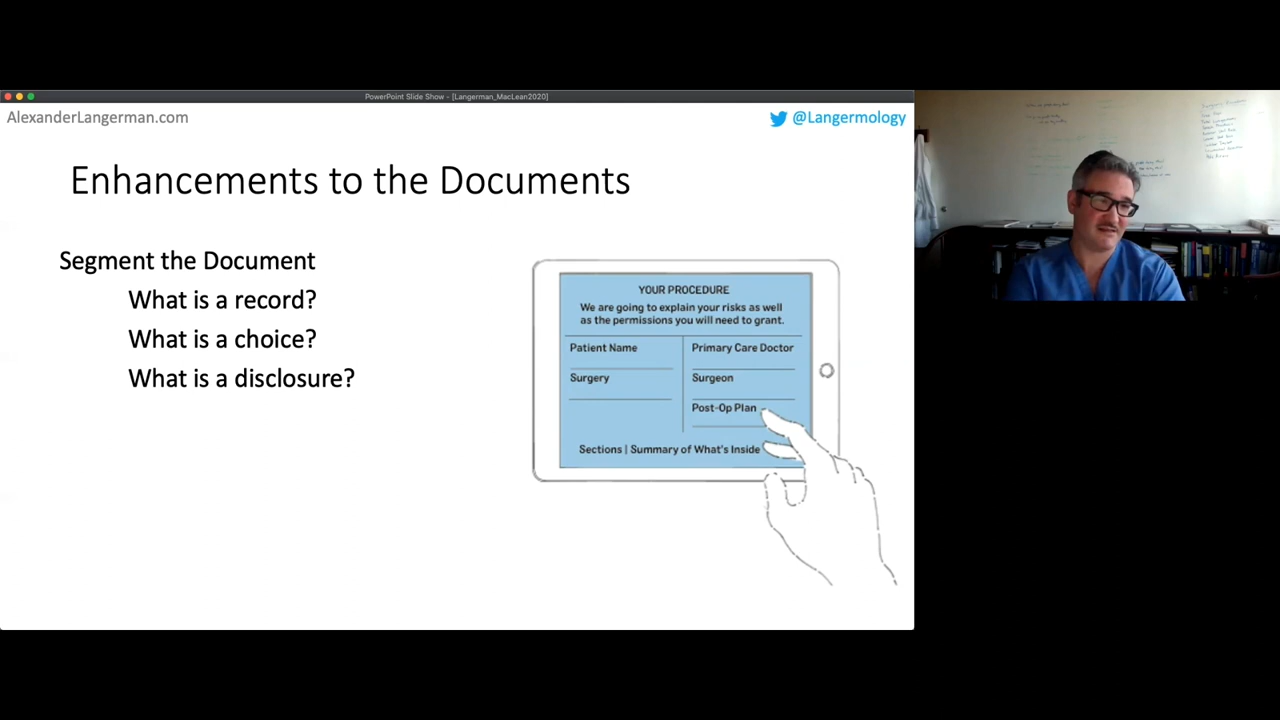 PowerPoint Slide Show - [Langerman_MacLean2020]
AlexanderLangerman.com
@Langermology
Enhancements to the Documents
Segment the Document
What is a record?
What is a choice?
What is a disclosure?
YOUR PROCEDURE
We are going to explain your risks as well
as the permissions you will need to grant.
Patient Name
Primary Care Doctor
Surgery
Surgeon
Post-Op Plan
Sections | Summary of What's Inside